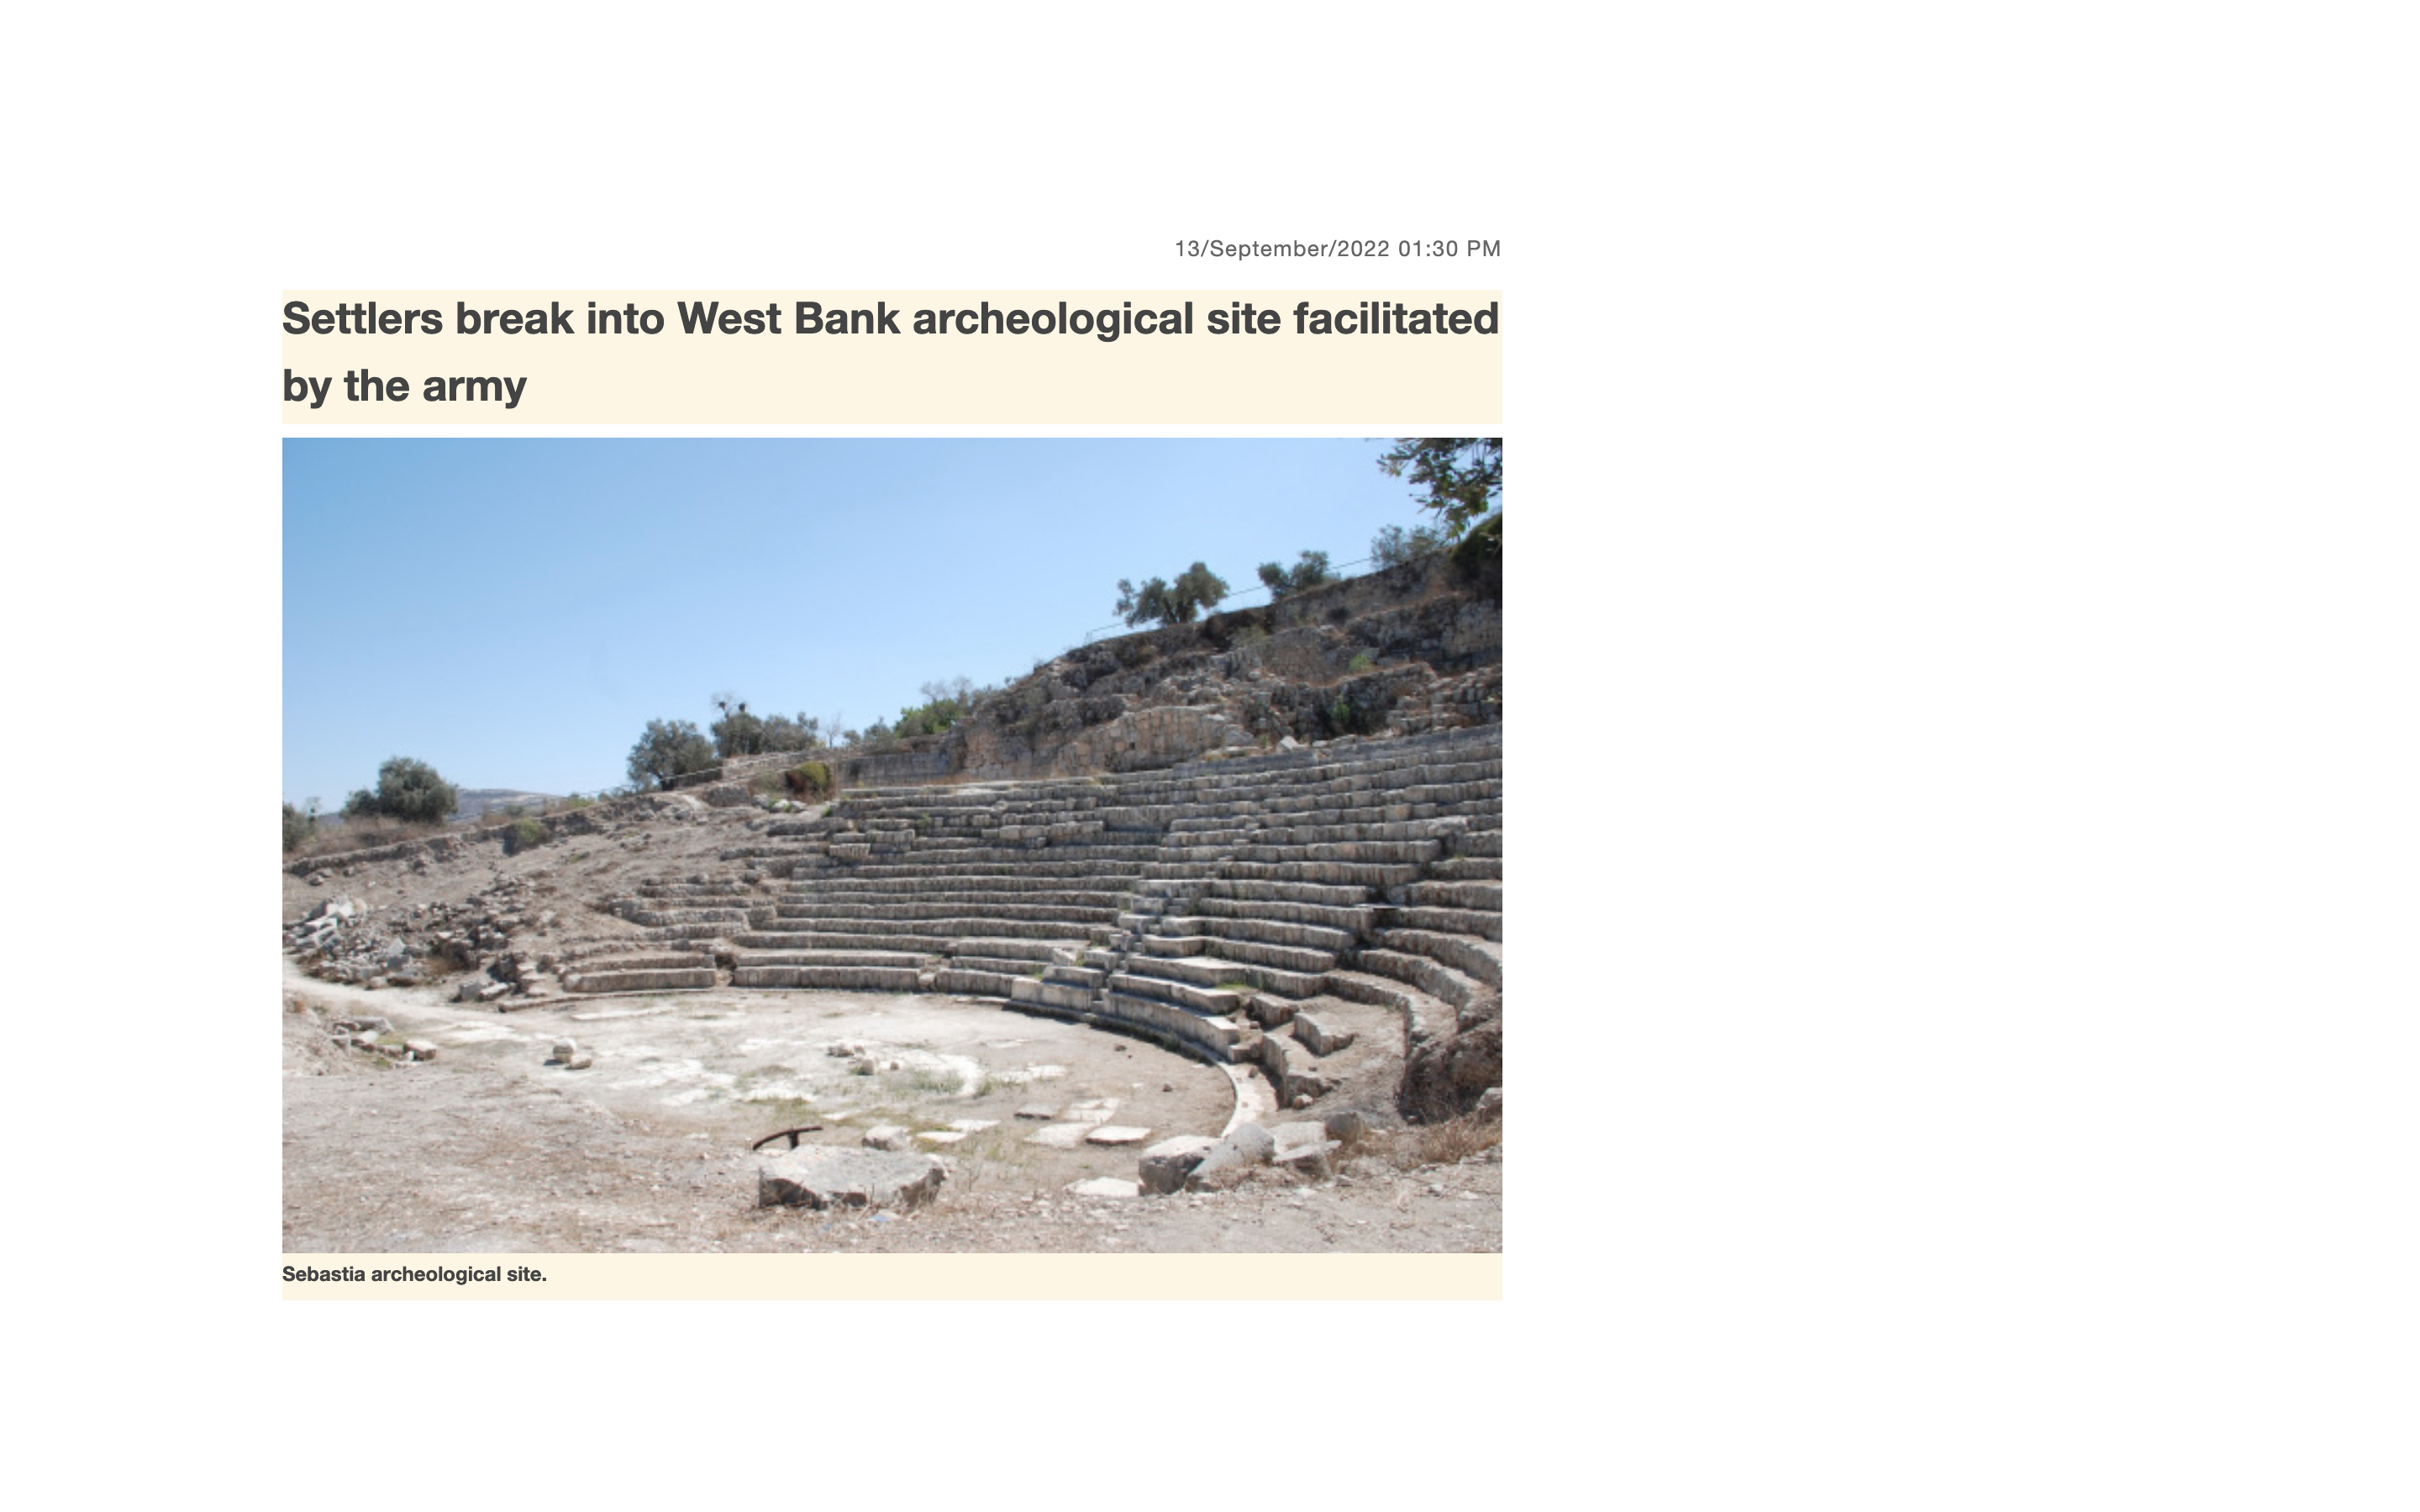 13/September/2022 01:30 PM
Settlers break into West Bank archeological site facilitated
by the army
Sebastia archeological site.